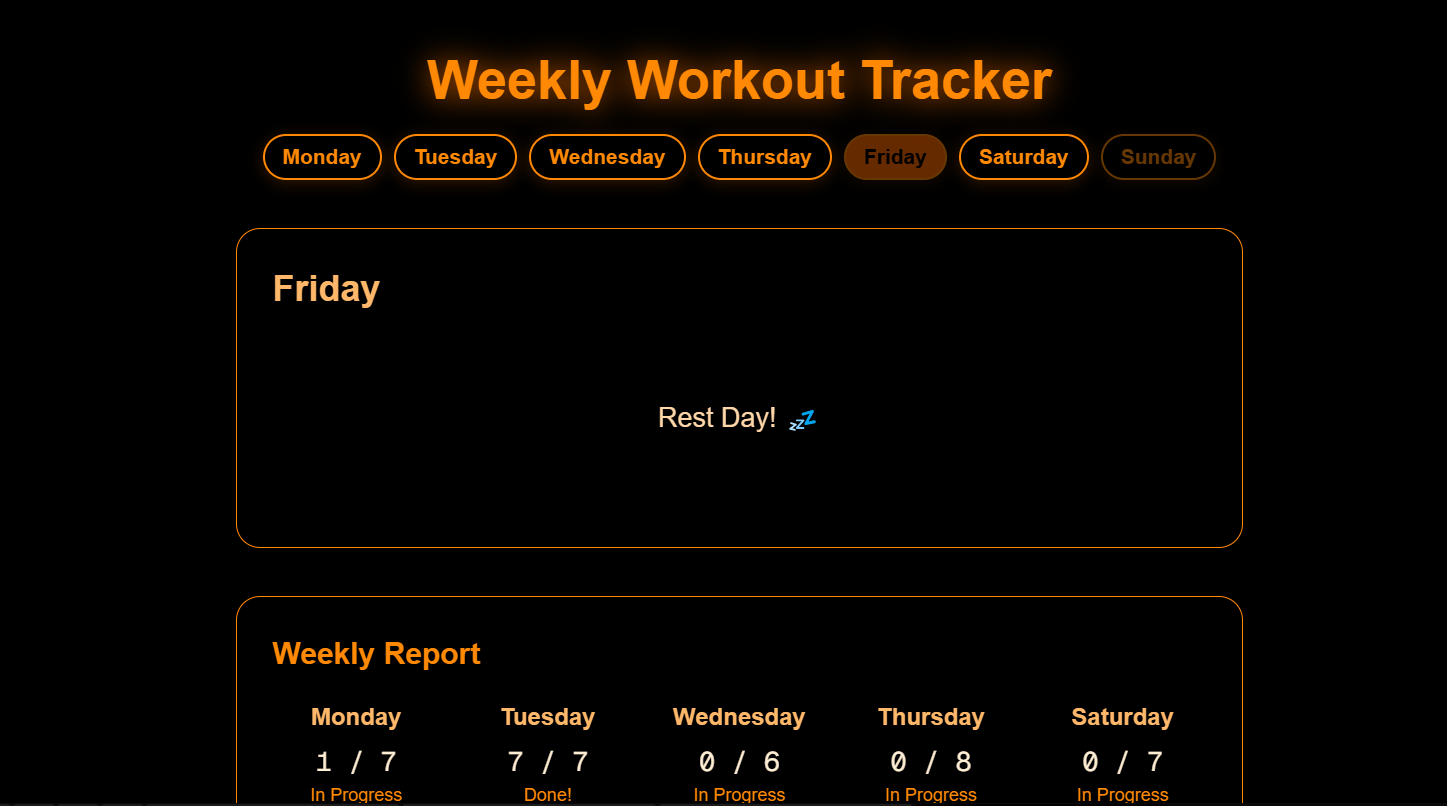 Weekly Workout Tracker
Monday Tuesday Wednesday Thursday Friday Saturday Sunday
Friday
Rest Day! 💤
Weekly Report
Monday Tuesday Wednesday Thursday Saturday
1 / 7 7 / 7 0 / 6 0 / 8 0 / 7
In Progress Done! In Progress In Progress In Progress